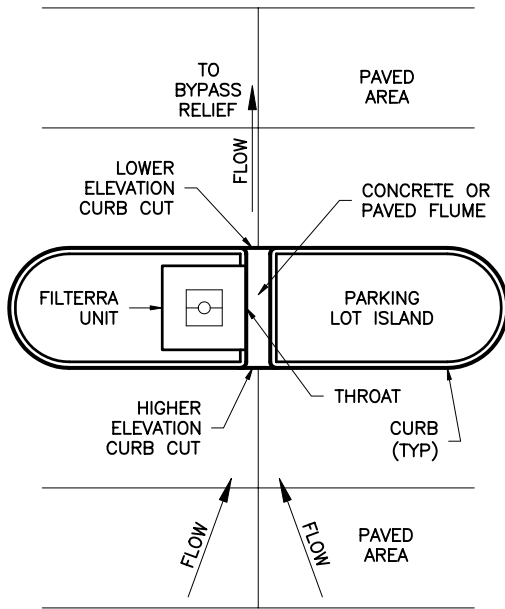 TO
BYPASS
RELIEF
PAVED
AREA
FLOW
LOWER
ELEVATION
CURB CUT
CONCRETE OR
PAVED FLUME
FILTERRA
UNIT
PARKING
LOT ISLAND
THROAT
HIGHER
ELEVATION
CURB CUT
CURB
(TYP)
FLOW
FLOW
PAVED
AREA